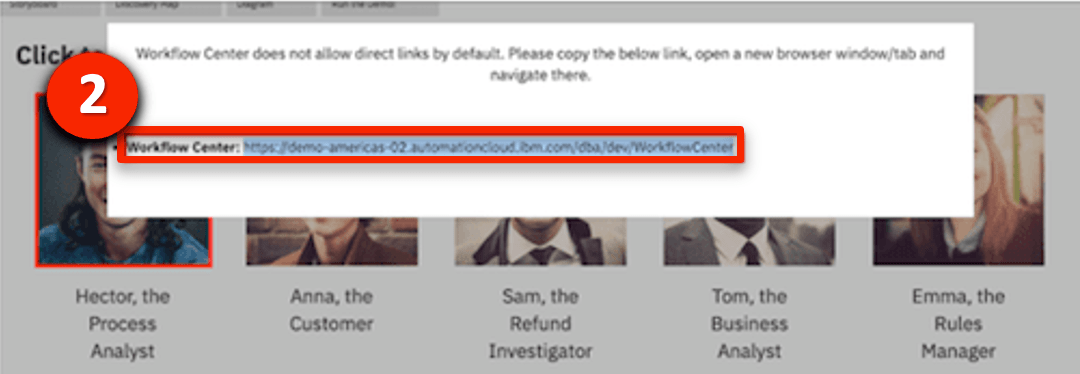 Storyboard
Discovery Map
Diagram
Run the Demo!
Click to
Workflow Center does not allow direct links by default. Please copy the below link, open a new browser window/tab and
navigate there.
2
Workflow Center: https://demo-americas-02.automationcloud.ibm.com/dba/dev/WorkflowCenter
Hector, the
Process
Analyst
Anna, the
Customer
Sam, the
Refund
Investigator
Tom, the
Business
Analyst
Emma, the
Rules
Manager